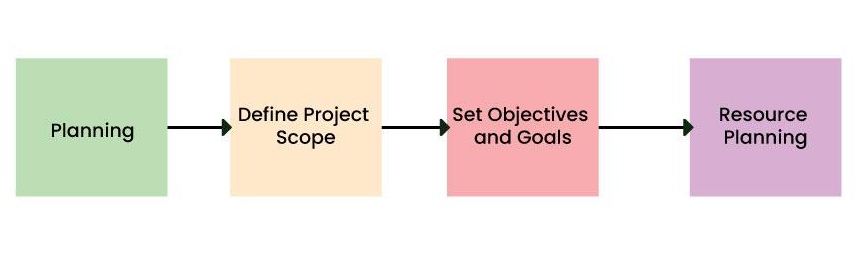 Planning
Define Project
Scope
Set Objectives
and Goals
Resource
Planning